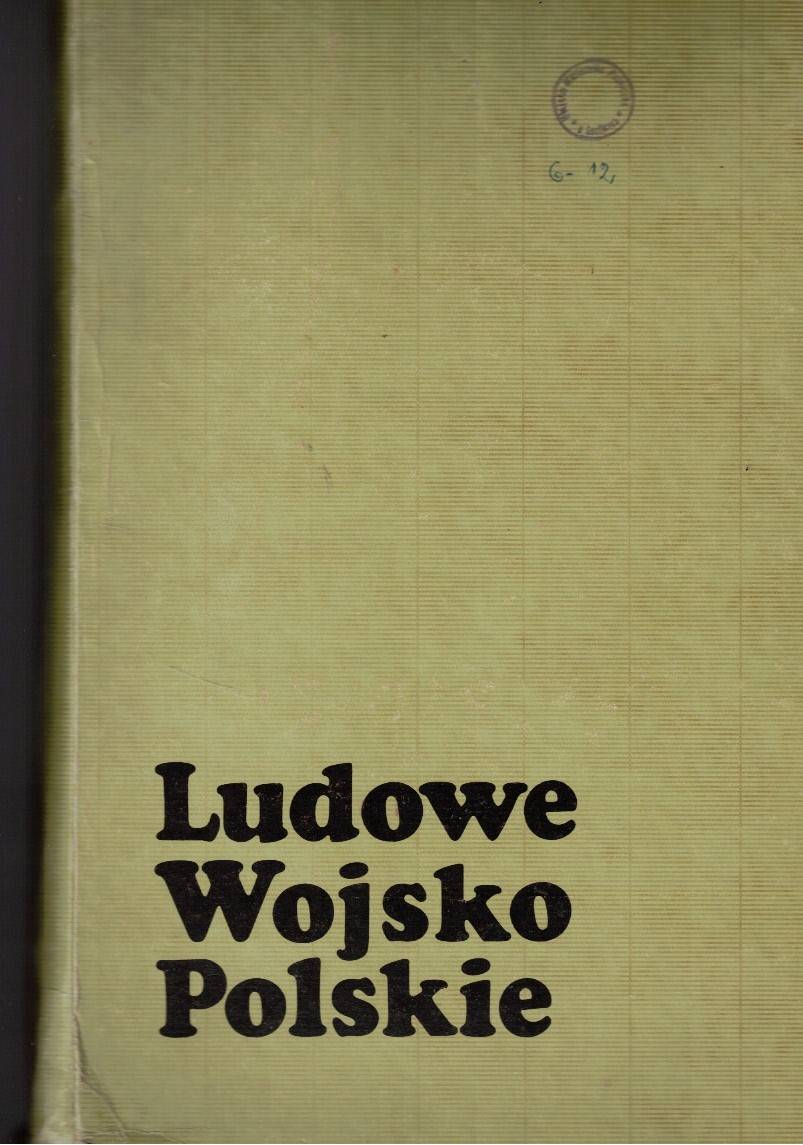 6- 12,
Ludowe
Wojsko
Polskie